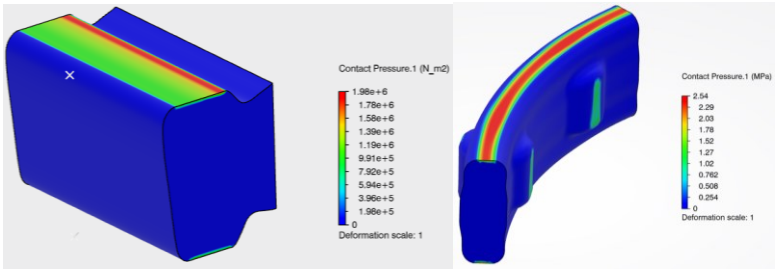 Contact Pressure.1 (N_m2)
1.98e+6
1.78e+6
1.58e+6
1.39e+6
1.19e+6
9.91e+5
7.92e+5
5.94e+5
3.96e+5
1.98e+5
0
Deformation scale: 1
Contact Pressure.1 (MPa)
2.54
2.29
2.03
1.78
1.52
1.27
1.02
0.762
0.508
0.254
0
Deformation scale: 1